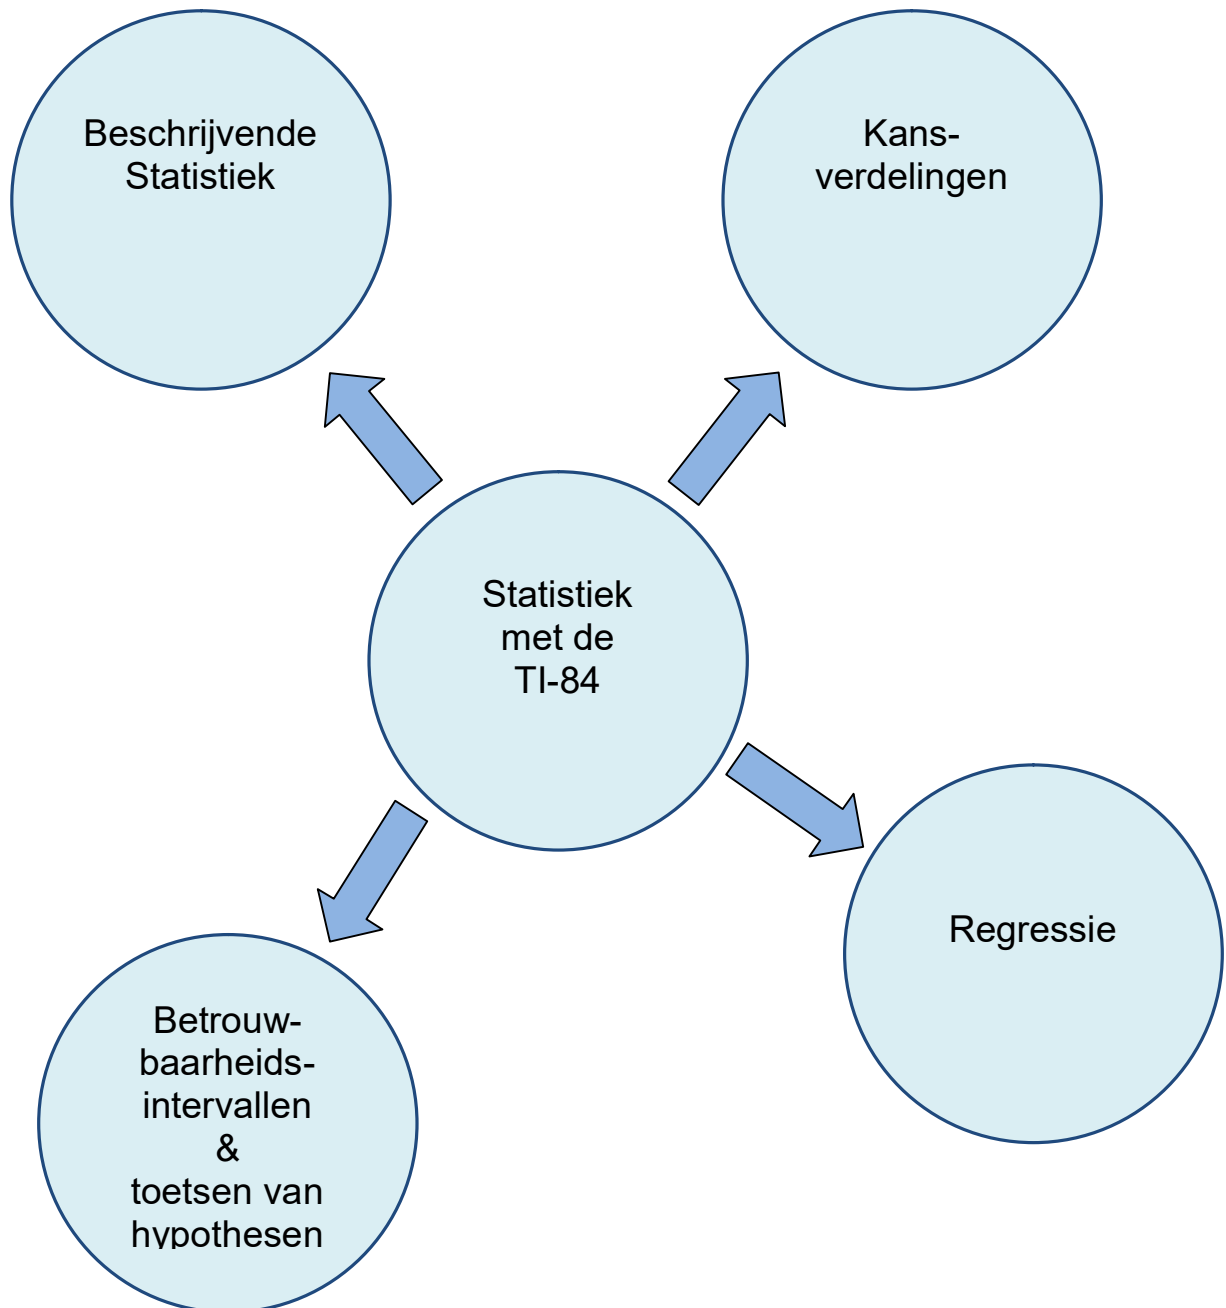 Beschrijvende
Statistiek
Kans-
verdelingen
Statistiek
met de
TI-84
Regressie
Betrouw-
baarheids-
intervallen
&
toetsen van
hypothesen